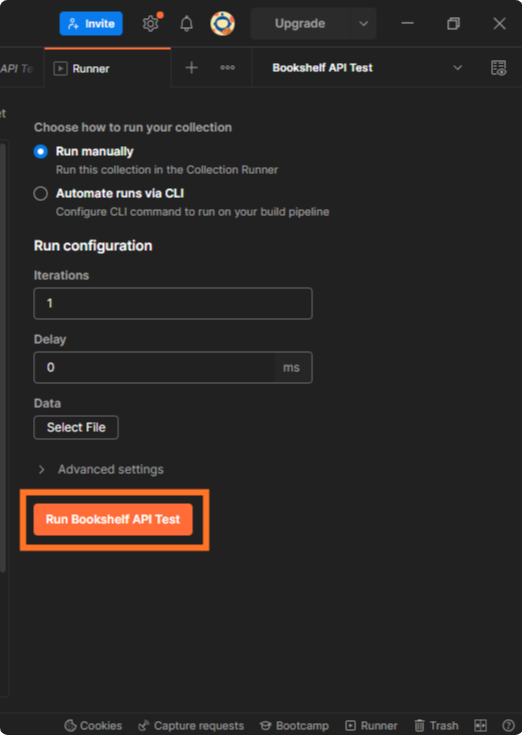 Invite
Upgrade
API Te
Runner
Bookshelf API Test
et
Choose how to run your collection
Run manually
Run this collection in the Collection Runner
Automate runs via CLI
Configure CLI command to run on your build pipeline
Run configuration
Iterations
1
Delay
0
ms
Data
Select File
Advanced settings
Run Bookshelf API Test
Cookies
Capture requests
Bootcamp
Runner
Trash